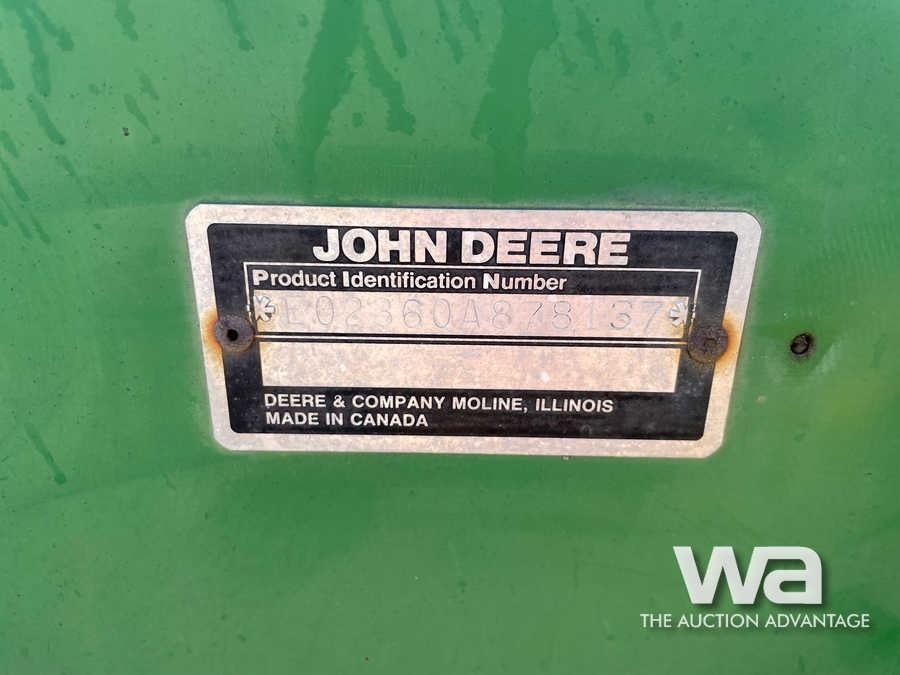 JOHN DEERE
Product Identification Number
*E02360A878137*
DEERE & COMPANY MOLINE, ILLINOIS
MADE IN CANADA
wa
THE AUCTION ADVANTAGE